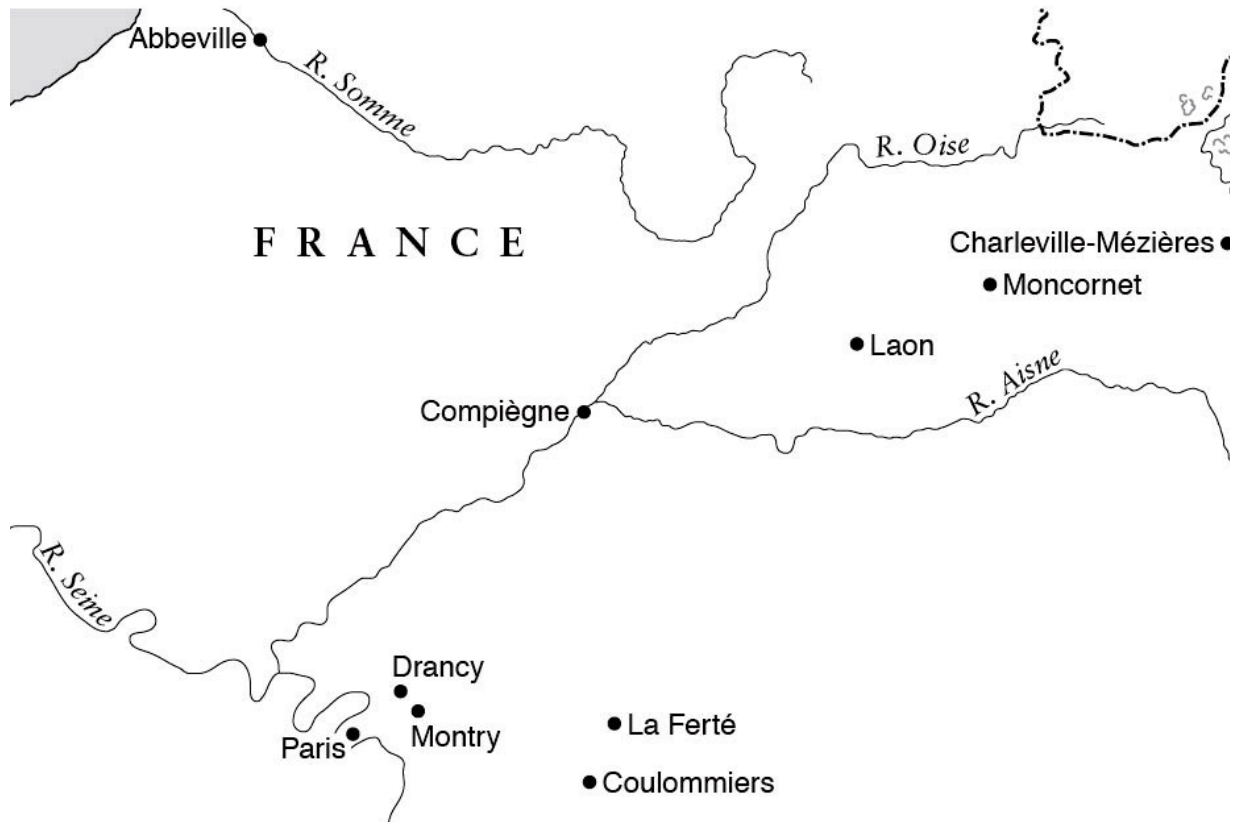 Abbeville
R. Somme
R. Oise
FRANCE
Charleville-Mézières
Moncornet
Laon
R. Aisne
Compiègne
R. Seine
Drancy
Montry
Paris
La Ferté
Coulommiers